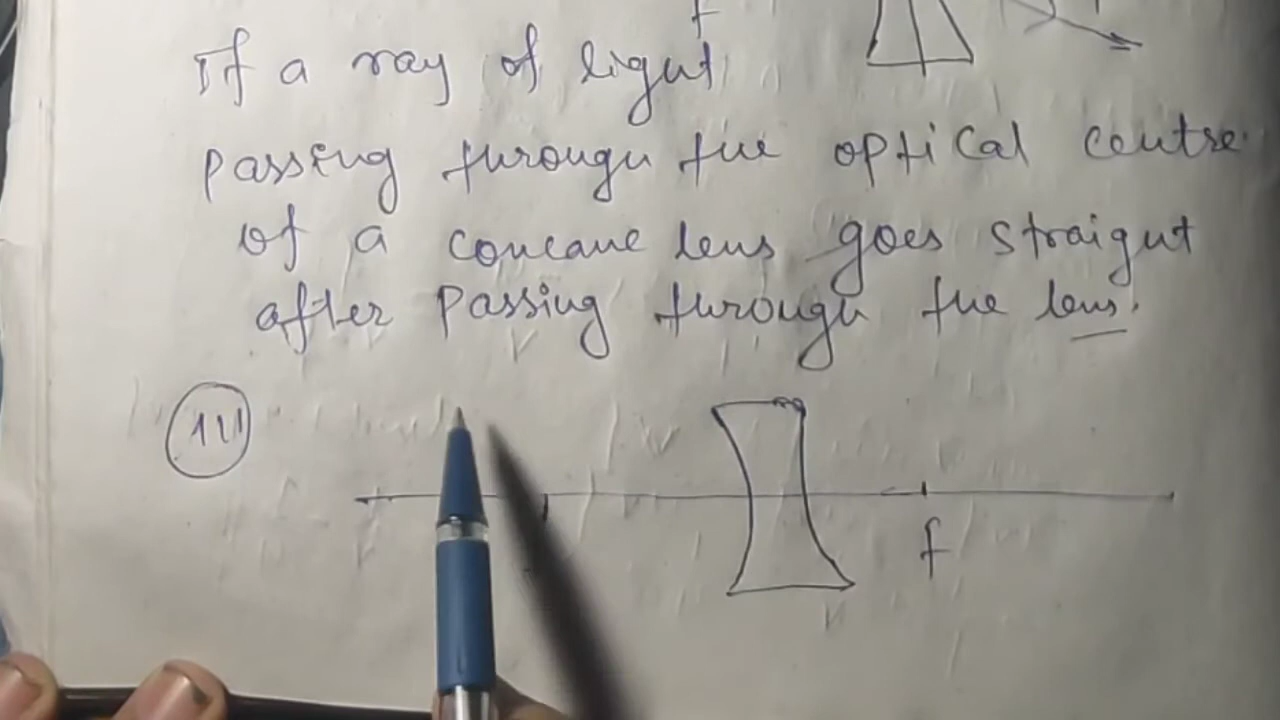 f
If a ray of light
passing through the optical centre
of a concave lens goes straight
after passing through the lens.
III
f